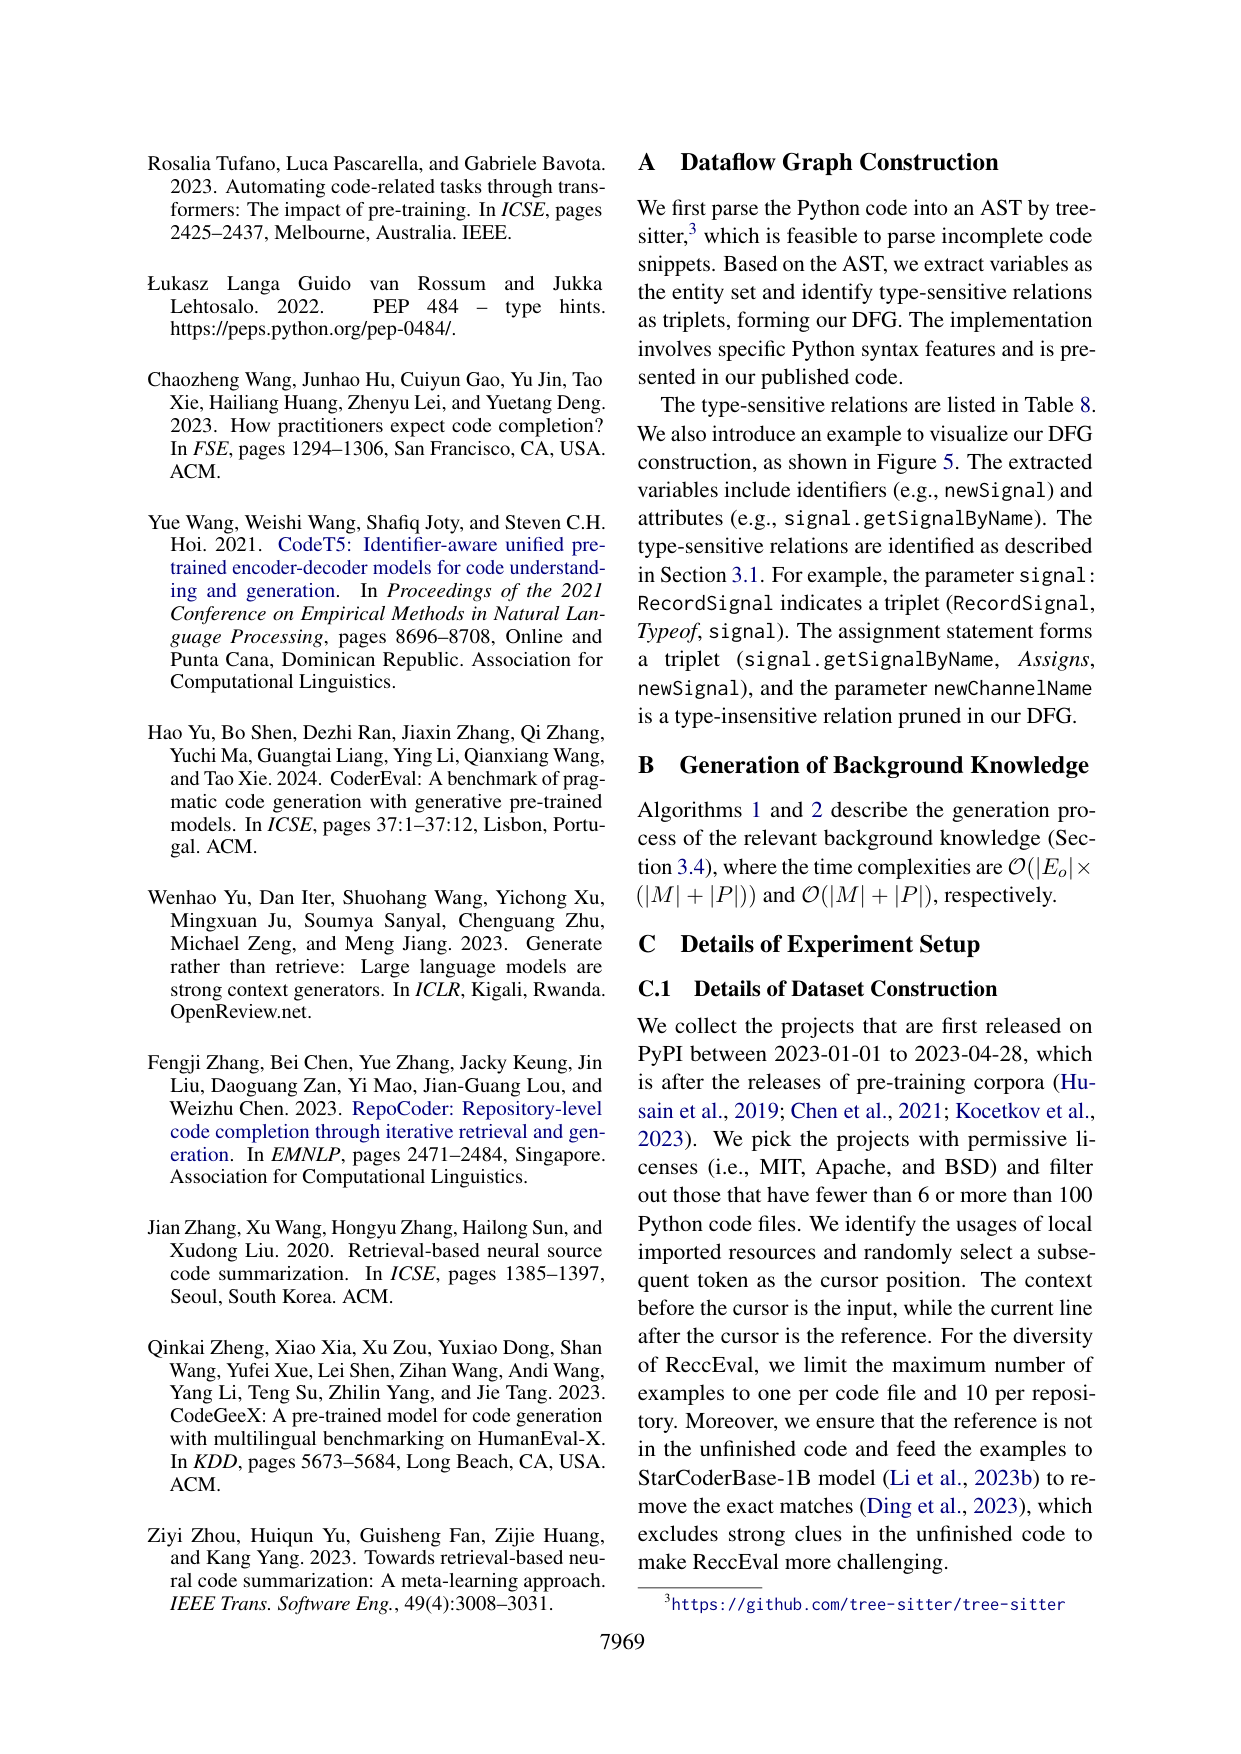 Rosalia Tufano, Luca Pascarella, and Gabriele Bavota.
2023. Automating code-related tasks through trans-
formers: The impact of pre-training. In ICSE, pages
2425–2437, Melbourne, Australia. IEEE.
Łukasz Langa Guido van Rossum and Jukka
Lehtosalo. 2022. PEP 484 – type hints.
https://peps.python.org/pep-0484/.
Chaozheng Wang, Junhao Hu, Cuiyun Gao, Yu Jin, Tao
Xie, Hailiang Huang, Zhenyu Lei, and Yuetang Deng.
2023. How practitioners expect code completion?
In FSE, pages 1294–1306, San Francisco, CA, USA.
ACM.
Yue Wang, Weishi Wang, Shafiq Joty, and Steven C.H.
Hoi. 2021. CodeT5: Identifier-aware unified pre-
trained encoder-decoder models for code understand-
ing and generation. In Proceedings of the 2021
Conference on Empirical Methods in Natural Lan-
guage Processing, pages 8696–8708, Online and
Punta Cana, Dominican Republic. Association for
Computational Linguistics.
Hao Yu, Bo Shen, Dezhi Ran, Jiaxin Zhang, Qi Zhang,
Yuchi Ma, Guangtai Liang, Ying Li, Qianxiang Wang,
and Tao Xie. 2024. CoderEval: A benchmark of prag-
matic code generation with generative pre-trained
models. In ICSE, pages 37:1–37:12, Lisbon, Portu-
gal. ACM.
Wenhao Yu, Dan Iter, Shuohang Wang, Yichong Xu,
Mingxuan Ju, Soumya Sanyal, Chenguang Zhu,
Michael Zeng, and Meng Jiang. 2023. Generate
rather than retrieve: Large language models are
strong context generators. In ICLR, Kigali, Rwanda.
OpenReview.net.
Fengji Zhang, Bei Chen, Yue Zhang, Jacky Keung, Jin
Liu, Daoguang Zan, Yi Mao, Jian-Guang Lou, and
Weizhu Chen. 2023. RepoCoder: Repository-level
code completion through iterative retrieval and gen-
eration. In EMNLP, pages 2471–2484, Singapore.
Association for Computational Linguistics.
Jian Zhang, Xu Wang, Hongyu Zhang, Hailong Sun, and
Xudong Liu. 2020. Retrieval-based neural source
code summarization. In ICSE, pages 1385–1397,
Seoul, South Korea. ACM.
Qinkai Zheng, Xiao Xia, Xu Zou, Yuxiao Dong, Shan
Wang, Yufei Xue, Lei Shen, Zihan Wang, Andi Wang,
Yang Li, Teng Su, Zhilin Yang, and Jie Tang. 2023.
CodeGeeX: A pre-trained model for code generation
with multilingual benchmarking on HumanEval-X.
In KDD, pages 5673–5684, Long Beach, CA, USA.
ACM.
Ziyi Zhou, Huiqun Yu, Guisheng Fan, Zijie Huang,
and Kang Yang. 2023. Towards retrieval-based neu-
ral code summarization: A meta-learning approach.
IEEE Trans. Software Eng., 49(4):3008–3031.
A Dataflow Graph Construction
We first parse the Python code into an AST by tree-
sitter,3 which is feasible to parse incomplete code
snippets. Based on the AST, we extract variables as
the entity set and identify type-sensitive relations
as triplets, forming our DFG. The implementation
involves specific Python syntax features and is pre-
sented in our published code.
The type-sensitive relations are listed in Table 8.
We also introduce an example to visualize our DFG
construction, as shown in Figure 5. The extracted
variables include identifiers (e.g., newSignal) and
attributes (e.g., signal.getSignalByName). The
type-sensitive relations are identified as described
in Section 3.1. For example, the parameter signal:
RecordSignal indicates a triplet (RecordSignal,
Typeof, signal). The assignment statement forms
a triplet (signal.getSignalByName, Assigns,
newSignal), and the parameter newChannelName
is a type-insensitive relation pruned in our DFG.
B Generation of Background Knowledge
Algorithms 1 and 2 describe the generation pro-
cess of the relevant background knowledge (Sec-
tion 3.4), where the time complexities are O(|Eo|×
(|M| + |P|)) and O(|M| + |P|), respectively.
C Details of Experiment Setup
C.1 Details of Dataset Construction
We collect the projects that are first released on
PyPI between 2023-01-01 to 2023-04-28, which
is after the releases of pre-training corpora (Hu-
sain et al., 2019; Chen et al., 2021; Kocetkov et al.,
2023). We pick the projects with permissive li-
censes (i.e., MIT, Apache, and BSD) and filter
out those that have fewer than 6 or more than 100
Python code files. We identify the usages of local
imported resources and randomly select a subse-
quent token as the cursor position. The context
before the cursor is the input, while the current line
after the cursor is the reference. For the diversity
of ReccEval, we limit the maximum number of
examples to one per code file and 10 per reposi-
tory. Moreover, we ensure that the reference is not
in the unfinished code and feed the examples to
StarCoderBase-1B model (Li et al., 2023b) to re-
move the exact matches (Ding et al., 2023), which
excludes strong clues in the unfinished code to
make ReccEval more challenging.
3https://github.com/tree-sitter/tree-sitter
7969